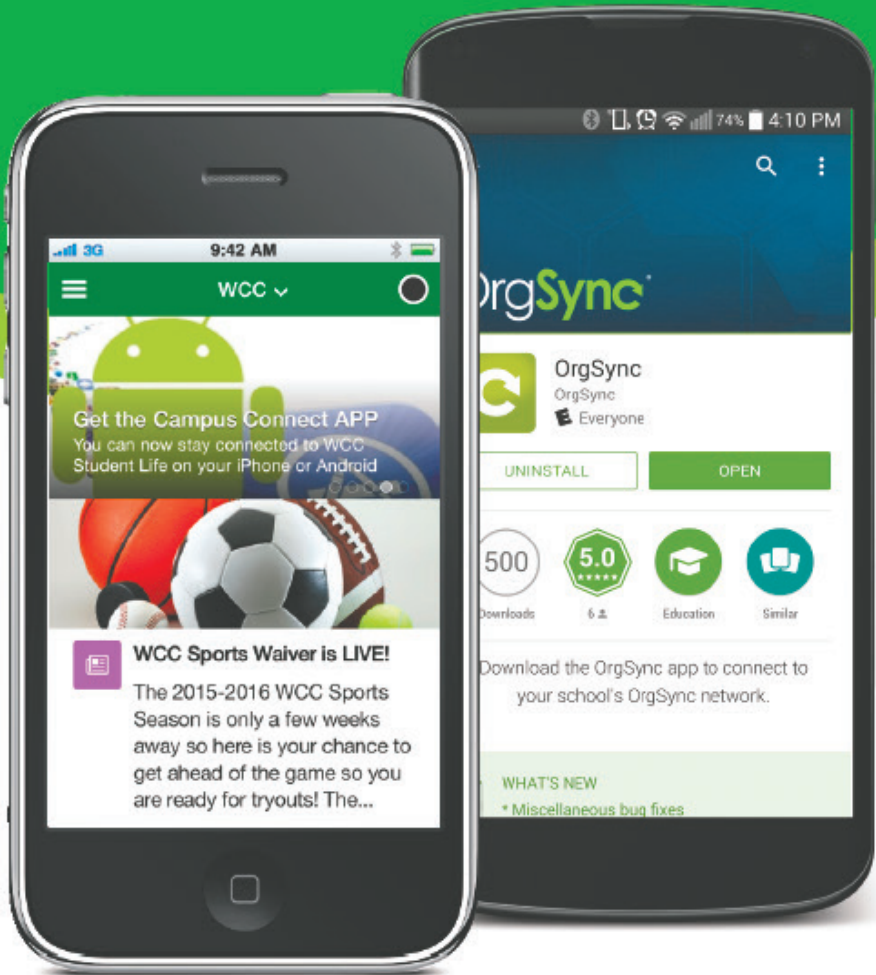 3G 9:42 AM
WCC
Get the Campus Connect APP
You can now stay connected to WCC
Student Life on your iPhone or Android
WCC Sports Waiver is LIVE!
The 2015-2016 WCC Sports
Season is only a few weeks
away so here is your chance to
get ahead of the game so you
are ready for tryouts! The...
74% 4:10 PM
OrgSync
OrgSync
OrgSync
E Everyone
UNINSTALL OPEN
500 5.0
Downloads 6 Education Similar
Download the OrgSync app to connect to
your school's OrgSync network.
WHAT'S NEW
* Miscellaneous bug fixes